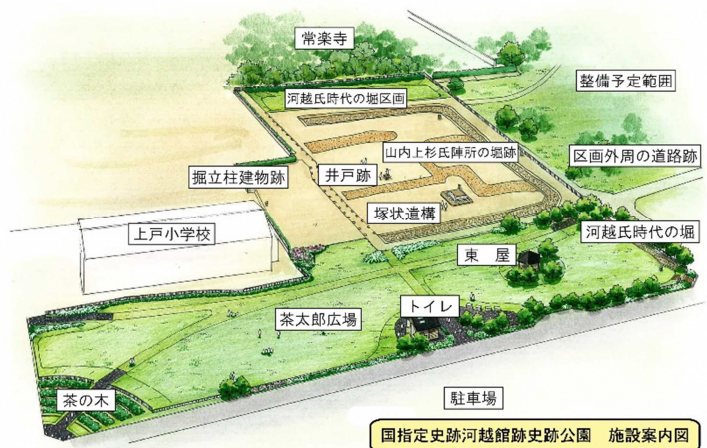 常楽寺
整備予定範囲
河越氏時代の堀区画
山内上杉氏陣所の堀跡
区画外周の道路跡
掘立柱建物跡
井戸跡
塚状遺構
上戸小学校
河越氏時代の堀
東　屋
トイレ
茶太郎広場
茶の木
駐車場
国指定史跡河越館跡史跡公園　施設案内図